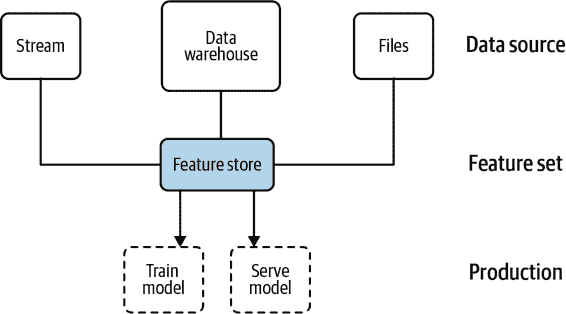 Stream
Data
warehouse
Files
Data source
Feature store
Feature set
Train
model
Serve
model
Production